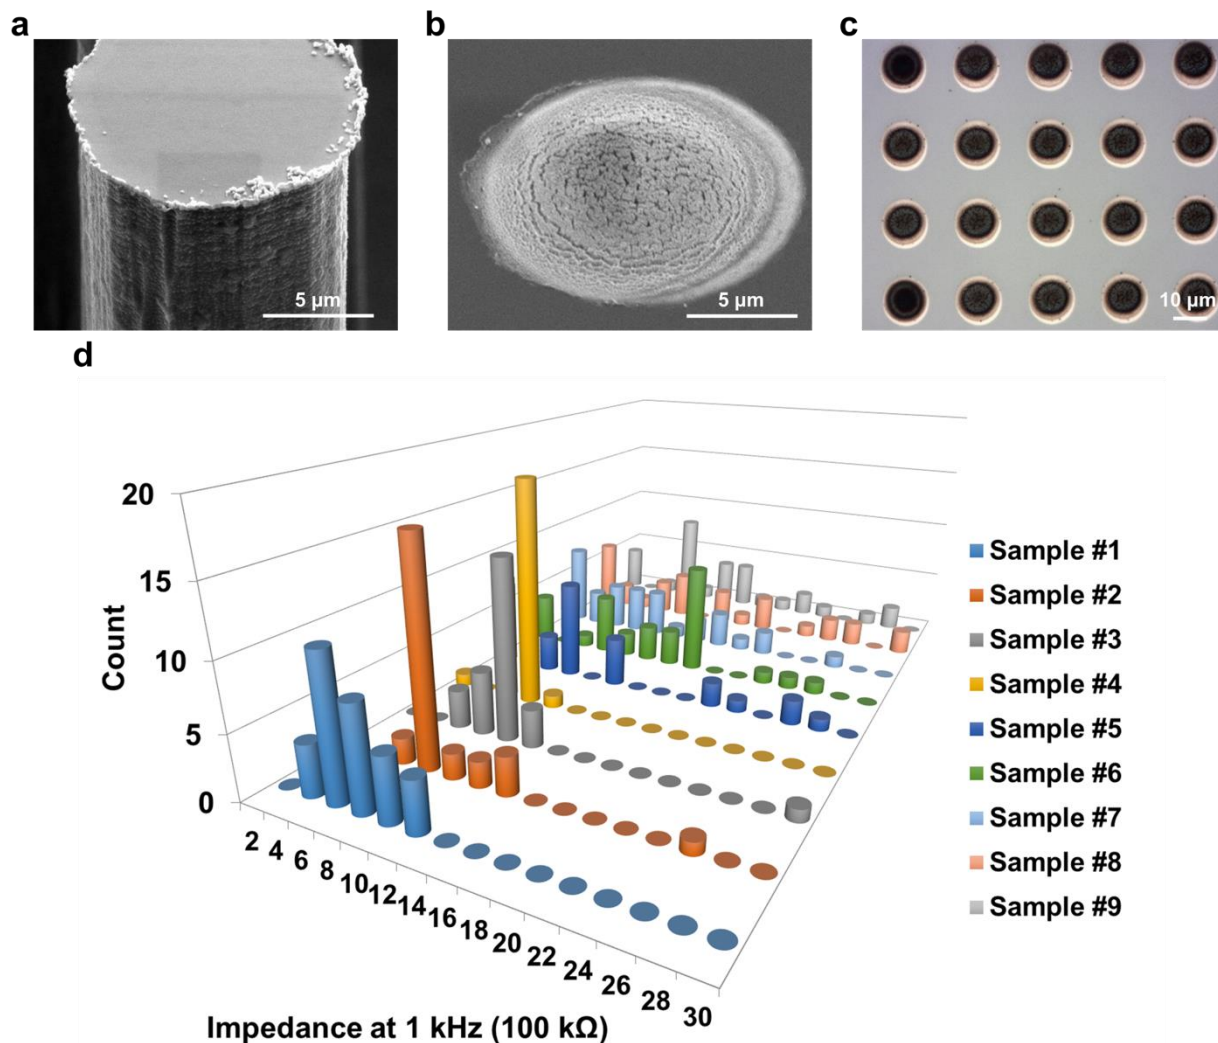 a
b
c
5 μm
5 μm
10 μm
d
Count
20
15
10
5
0
2
4
6
8
10
12
14
16
18
20
22
24
26
28
30
Impedance at 1 kHz (100 kΩ)
Sample #1
Sample #2
Sample #3
Sample #4
Sample #5
Sample #6
Sample #7
Sample #8
Sample #9